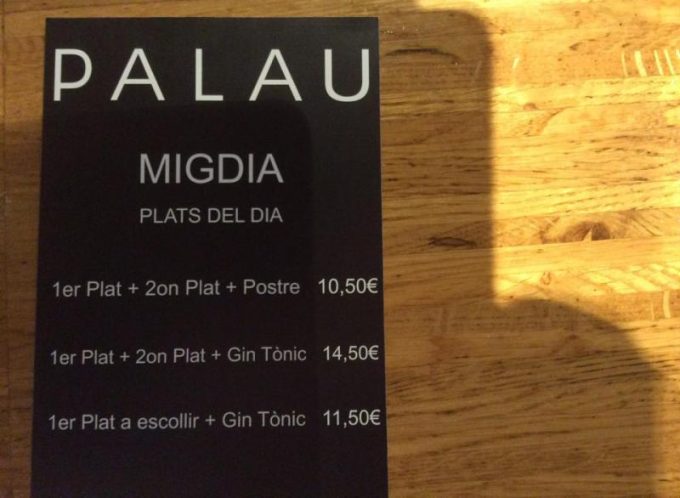 PALAU
MIGDIA
PLATS DEL DIA
1er Plat + 2on Plat + Postre 10,50€
1er Plat + 2on Plat + Gin Tònic 14,50€
1er Plat a escollir + Gin Tònic 11,50€